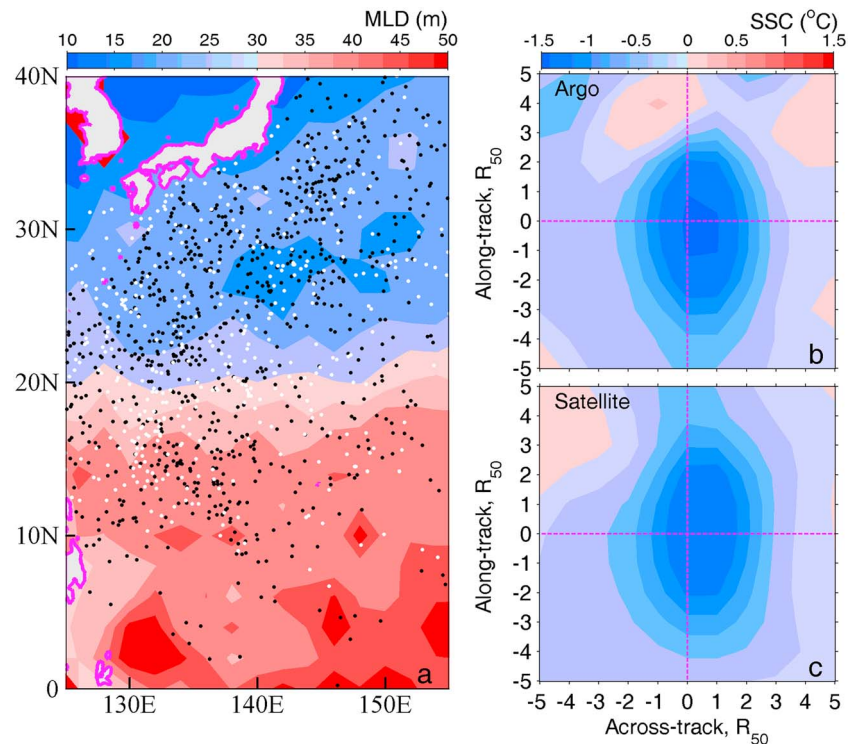 MLD (m)
10 15 20 25 30 35 40 45 50
40N
30N
20N
10N
0
130E 140E 150E
a
SSC (°C)
-1.5 -1 -0.5 0 0.5 1 1.5
Argo
5
4
3
2
1
0
-1
-2
-3
-4
-5
Along-track, R50
b
Satellite
5
4
3
2
1
0
-1
-2
-3
-4
-5
Along-track, R50
c
-5 -4 -3 -2 -1 0 1 2 3 4 5
Across-track, R50